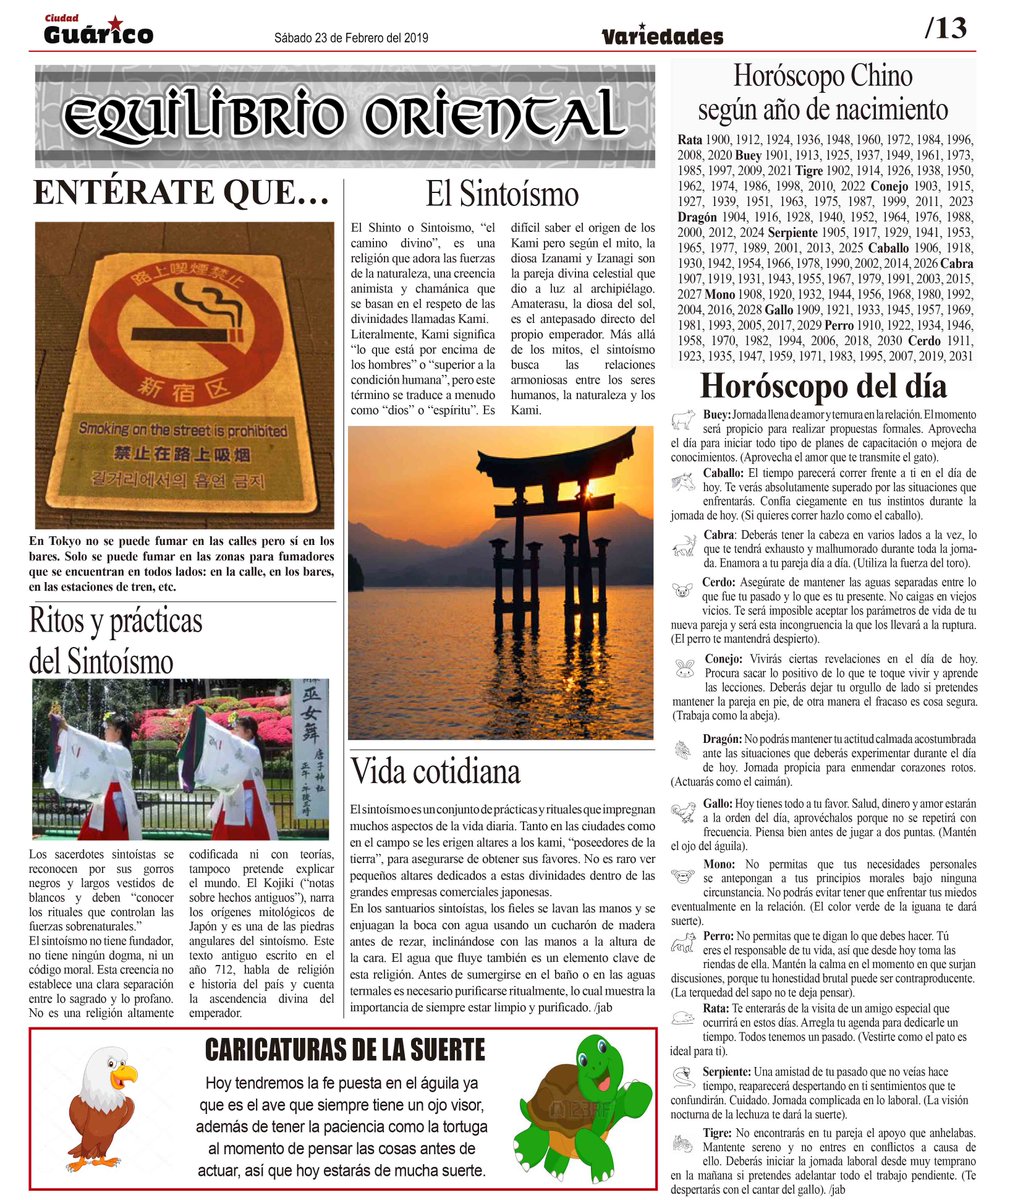 Ciudad
Guárico
Sábado 23 de Febrero del 2019
Variedades
/13
EQUILIBRIO ORIENTAL
ENTÉRATE QUE…
路上喫煙禁止
新宿区
Smoking on the street is prohibited
禁止在路上吸烟
길거리에서의 흡연 금지
En Tokyo no se puede fumar en las calles pero sí en los
bares. Solo se puede fumar en las zonas para fumadores
que se encuentran en todos lados: en la calle, en los bares,
en las estaciones de tren, etc.
Ritos y prácticas
del Sintoísmo
巫女舞
Los sacerdotes sintoístas se
reconocen por sus gorros
negros y largos vestidos de
blancos y deben “conocer
los rituales que controlan las
fuerzas sobrenaturales.”
El sintoísmo no tiene fundador,
no tiene ningún dogma, ni un
código moral. Esta creencia no
establece una clara separación
entre lo sagrado y lo profano.
No es una religión altamente
codificada ni con teorías,
tampoco pretende explicar
el mundo. El Kojiki (“notas
sobre hechos antiguos”), narra
los orígenes mitológicos de
Japón y es una de las piedras
angulares del sintoísmo. Este
texto antiguo escrito en el
año 712, habla de religión
e historia del país y cuenta
la ascendencia divina del
emperador.
El Sintoísmo
El Shinto o Sintoismo, “el
camino divino”, es una
religión que adora las fuerzas
de la naturaleza, una creencia
animista y chamánica que
se basan en el respeto de las
divinidades llamadas Kami.
Literalmente, Kami significa
“lo que está por encima de
los hombres” o “superior a la
condición humana”, pero este
término se traduce a menudo
como “dios” o “espíritu”. Es
difícil saber el origen de los
Kami pero según el mito, la
diosa Izanami y Izanagi son
la pareja divina celestial que
dio a luz al archipiélago.
Amaterasu, la diosa del sol,
es el antepasado directo del
propio emperador. Más allá
de los mitos, el sintoísmo
busca las relaciones
armoniosas entre los seres
humanos, la naturaleza y los
Kami.
Vida cotidiana
El sintoísmo es un conjunto de prácticas y rituales que impregnan
muchos aspectos de la vida diaria. Tanto en las ciudades como
en el campo se les erigen altares a los kami, “poseedores de la
tierra”, para asegurarse de obtener sus favores. No es raro ver
pequeños altares dedicados a estas divinidades dentro de las
grandes empresas comerciales japonesas.
En los santuarios sintoístas, los fieles se lavan las manos y se
enjuagan la boca con agua usando un cucharón de madera
antes de rezar, inclinándose con las manos a la altura de
la cara. El agua que fluye también es un elemento clave de
esta religión. Antes de sumergirse en el baño o en las aguas
termales es necesario purificarse ritualmente, lo cual muestra la
importancia de siempre estar limpio y purificado. /jab
CARICATURAS DE LA SUERTE
Hoy tendremos la fe puesta en el águila ya
que es el ave que siempre tiene un ojo visor,
además de tener la paciencia como la tortuga
al momento de pensar las cosas antes de
actuar, así que hoy estarás de mucha suerte.
123RF
Horóscopo Chino
según año de nacimiento
Rata 1900, 1912, 1924, 1936, 1948, 1960, 1972, 1984, 1996,
2008, 2020 Buey 1901, 1913, 1925, 1937, 1949, 1961, 1973,
1985, 1997, 2009, 2021 Tigre 1902, 1914, 1926, 1938, 1950,
1962, 1974, 1986, 1998, 2010, 2022 Conejo 1903, 1915,
1927, 1939, 1951, 1963, 1975, 1987, 1999, 2011, 2023
Dragón 1904, 1916, 1928, 1940, 1952, 1964, 1976, 1988,
2000, 2012, 2024 Serpiente 1905, 1917, 1929, 1941, 1953,
1965, 1977, 1989, 2001, 2013, 2025 Caballo 1906, 1918,
1930, 1942, 1954, 1966, 1978, 1990, 2002, 2014, 2026 Cabra
1907, 1919, 1931, 1943, 1955, 1967, 1979, 1991, 2003, 2015,
2027 Mono 1908, 1920, 1932, 1944, 1956, 1968, 1980, 1992,
2004, 2016, 2028 Gallo 1909, 1921, 1933, 1945, 1957, 1969,
1981, 1993, 2005, 2017, 2029 Perro 1910, 1922, 1934, 1946,
1958, 1970, 1982, 1994, 2006, 2018, 2030 Cerdo 1911,
1923, 1935, 1947, 1959, 1971, 1983, 1995, 2007, 2019, 2031
Horóscopo del día
Buey: Jornada llena de amor y ternura en la relación. El momento
será propicio para realizar propuestas formales. Aprovecha
el día para iniciar todo tipo de planes de capacitación o mejora de
conocimientos. (Aprovecha el amor que te transmite el gato).
Caballo: El tiempo parecerá correr frente a ti en el día de
hoy. Te verás absolutamente superado por las situaciones que
enfrentarás. Confía ciegamente en tus instintos durante la
jornada de hoy. (Si quieres correr hazlo como el caballo).
Cabra: Deberás tener la cabeza en varios lados a la vez, lo
que te tendrá exhausto y malhumorado durante toda la jorna-
da. Enamora a tu pareja día a día. (Utiliza la fuerza del toro).
Cerdo: Asegúrate de mantener las aguas separadas entre lo
que fue tu pasado y lo que es tu presente. No caigas en viejos
vicios. Te será imposible aceptar los parámetros de vida de tu
nueva pareja y será esta incongruencia la que los llevará a la ruptura.
(El perro te mantendrá despierto).
Conejo: Vivirás ciertas revelaciones en el día de hoy.
Procura sacar lo positivo de lo que te toque vivir y aprende
las lecciones. Deberás dejar tu orgullo de lado si pretendes
mantener la pareja en pie, de otra manera el fracaso es cosa segura.
(Trabaja como la abeja).
Dragón: No podrás mantener tu actitud calmada acostumbrada
ante las situaciones que deberás experimentar durante el día
de hoy. Jornada propicia para enmendar corazones rotos.
(Actuarás como el caimán).
Gallo: Hoy tienes todo a tu favor. Salud, dinero y amor estarán
a la orden del día, aprovéchalos porque no se repetirá con
frecuencia. Piensa bien antes de jugar a dos puntas. (Mantén
el ojo del águila).
Mono: No permitas que tus necesidades personales
se antepongan a tus principios morales bajo ninguna
circunstancia. No podrás evitar tener que enfrentar tus miedos
eventualmente en la relación. (El color verde de la iguana te dará
suerte).
Perro: No permitas que te digan lo que debes hacer. Tú
eres el responsable de tu vida, así que desde hoy toma las
riendas de ella. Mantén la calma en el momento en que surjan
discusiones, porque tu honestidad brutal puede ser contraproducente.
(La terquedad del sapo no te deja pensar).
Rata: Te enterarás de la visita de un amigo especial que
ocurrirá en estos días. Arregla tu agenda para dedicarle un
tiempo. Todos tenemos un pasado. (Vestirte como el pato es
ideal para ti).
Serpiente: Una amistad de tu pasado que no veías hace
tiempo, reaparecerá despertando en ti sentimientos que te
confundirán. Cuidado. Jornada complicada en lo laboral. (La visión
nocturna de la lechuza te dará la suerte).
Tigre: No encontrarás en tu pareja el apoyo que anhelabas.
Mantente sereno y no entres en conflictos a causa de
ello. Deberás iniciar la jornada laboral desde muy temprano
en la mañana si pretendes adelantar todo el trabajo pendiente. (Te
despertarás con el cantar del gallo). /jab